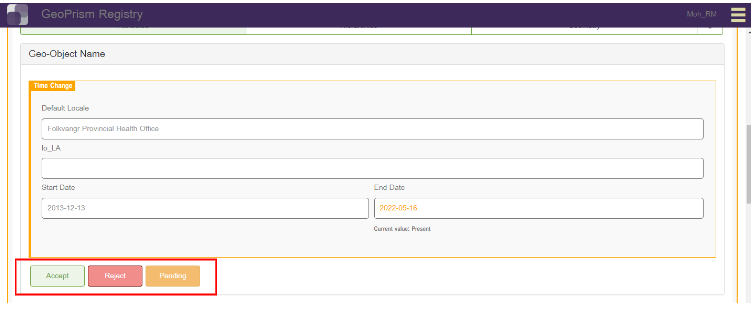 GeoPrism Registry
Moh_RM
Geo-Object Name
Time Change
Default Locale
Folkvangr Provincial Health Office
lo_LA
Start Date
End Date
2013-12-13
2022-05-16
Current value: Present
Accept
Reject
Pending